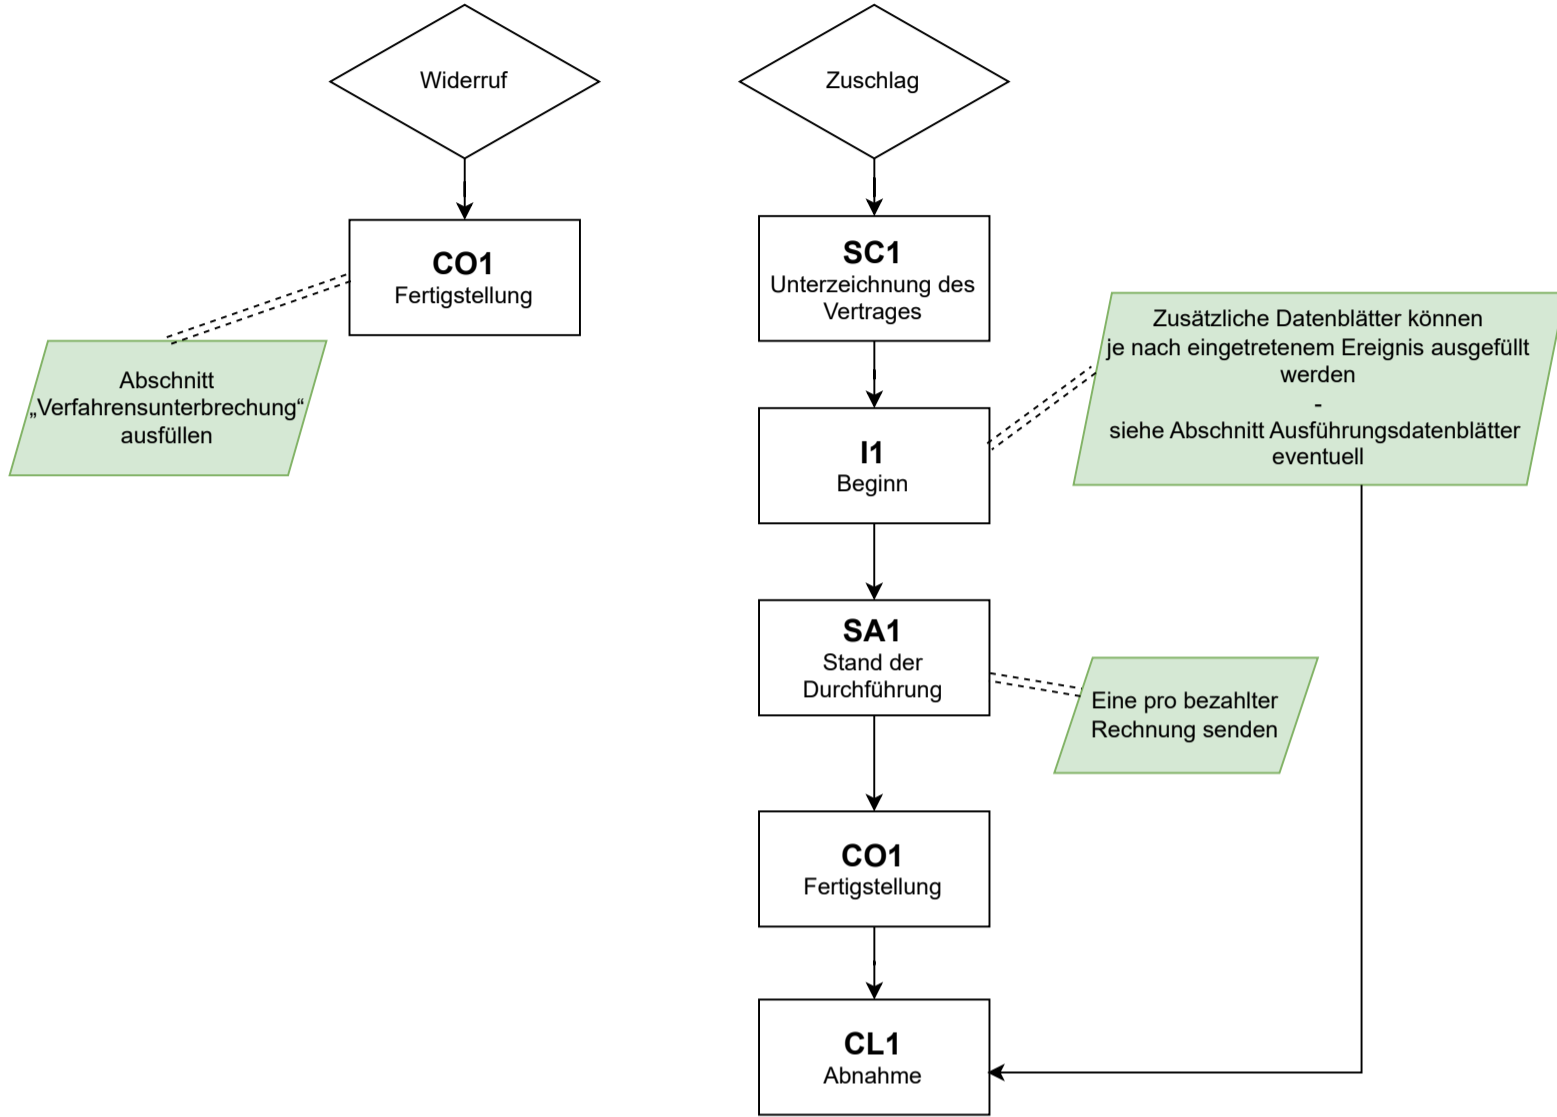 Widerruf
CO1
Fertigstellung
Abschnitt
„Verfahrensunterbrechung“
ausfüllen
Zuschlag
SC1
Unterzeichnung des
Vertrages
Zusätzliche Datenblätter können
je nach eingetretenem Ereignis ausgefüllt
werden
-
siehe Abschnitt Ausführungsdatenblätter
eventuell
I1
Beginn
SA1
Stand der
Durchführung
Eine pro bezahlter
Rechnung senden
CO1
Fertigstellung
CL1
Abnahme